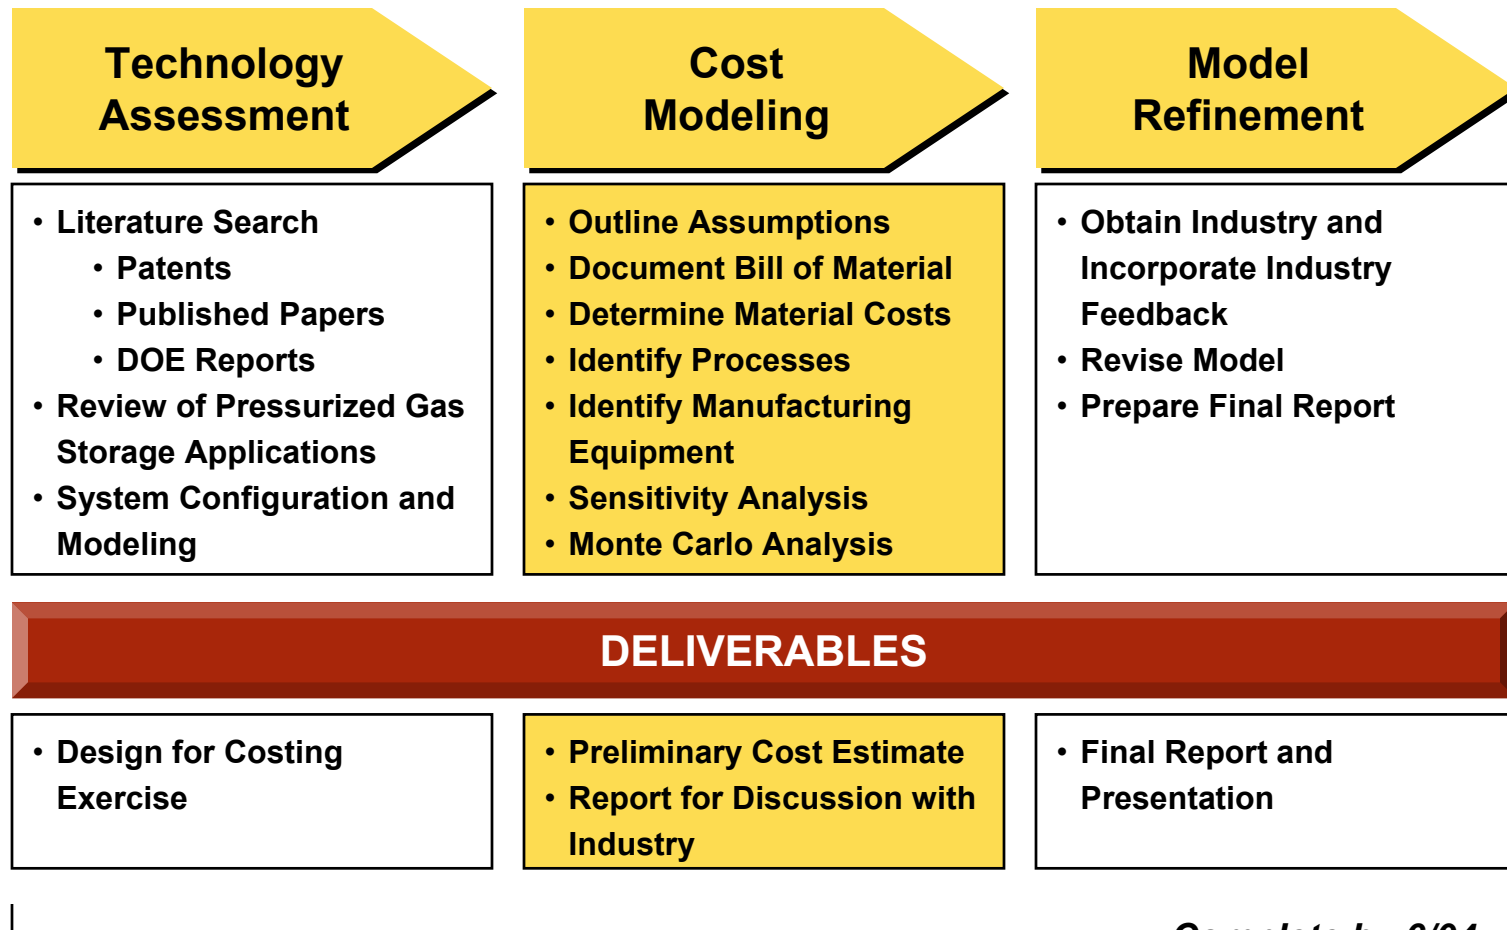 Technology
Assessment
Cost
Modeling
Model
Refinement
• Literature Search
• Patents
• Published Papers
• DOE Reports
• Review of Pressurized Gas
Storage Applications
• System Configuration and
Modeling
• Outline Assumptions
• Document Bill of Material
• Determine Material Costs
• Identify Processes
• Identify Manufacturing
Equipment
• Sensitivity Analysis
• Monte Carlo Analysis
• Obtain Industry and
Incorporate Industry
Feedback
• Revise Model
• Prepare Final Report
DELIVERABLES
• Design for Costing
Exercise
• Preliminary Cost Estimate
• Report for Discussion with
Industry
• Final Report and
Presentation